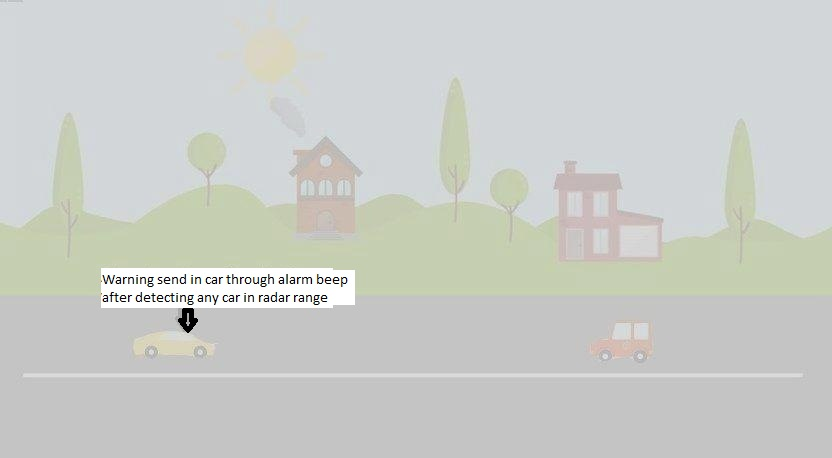 Warning send in car through alarm beep
after detecting any car in radar range